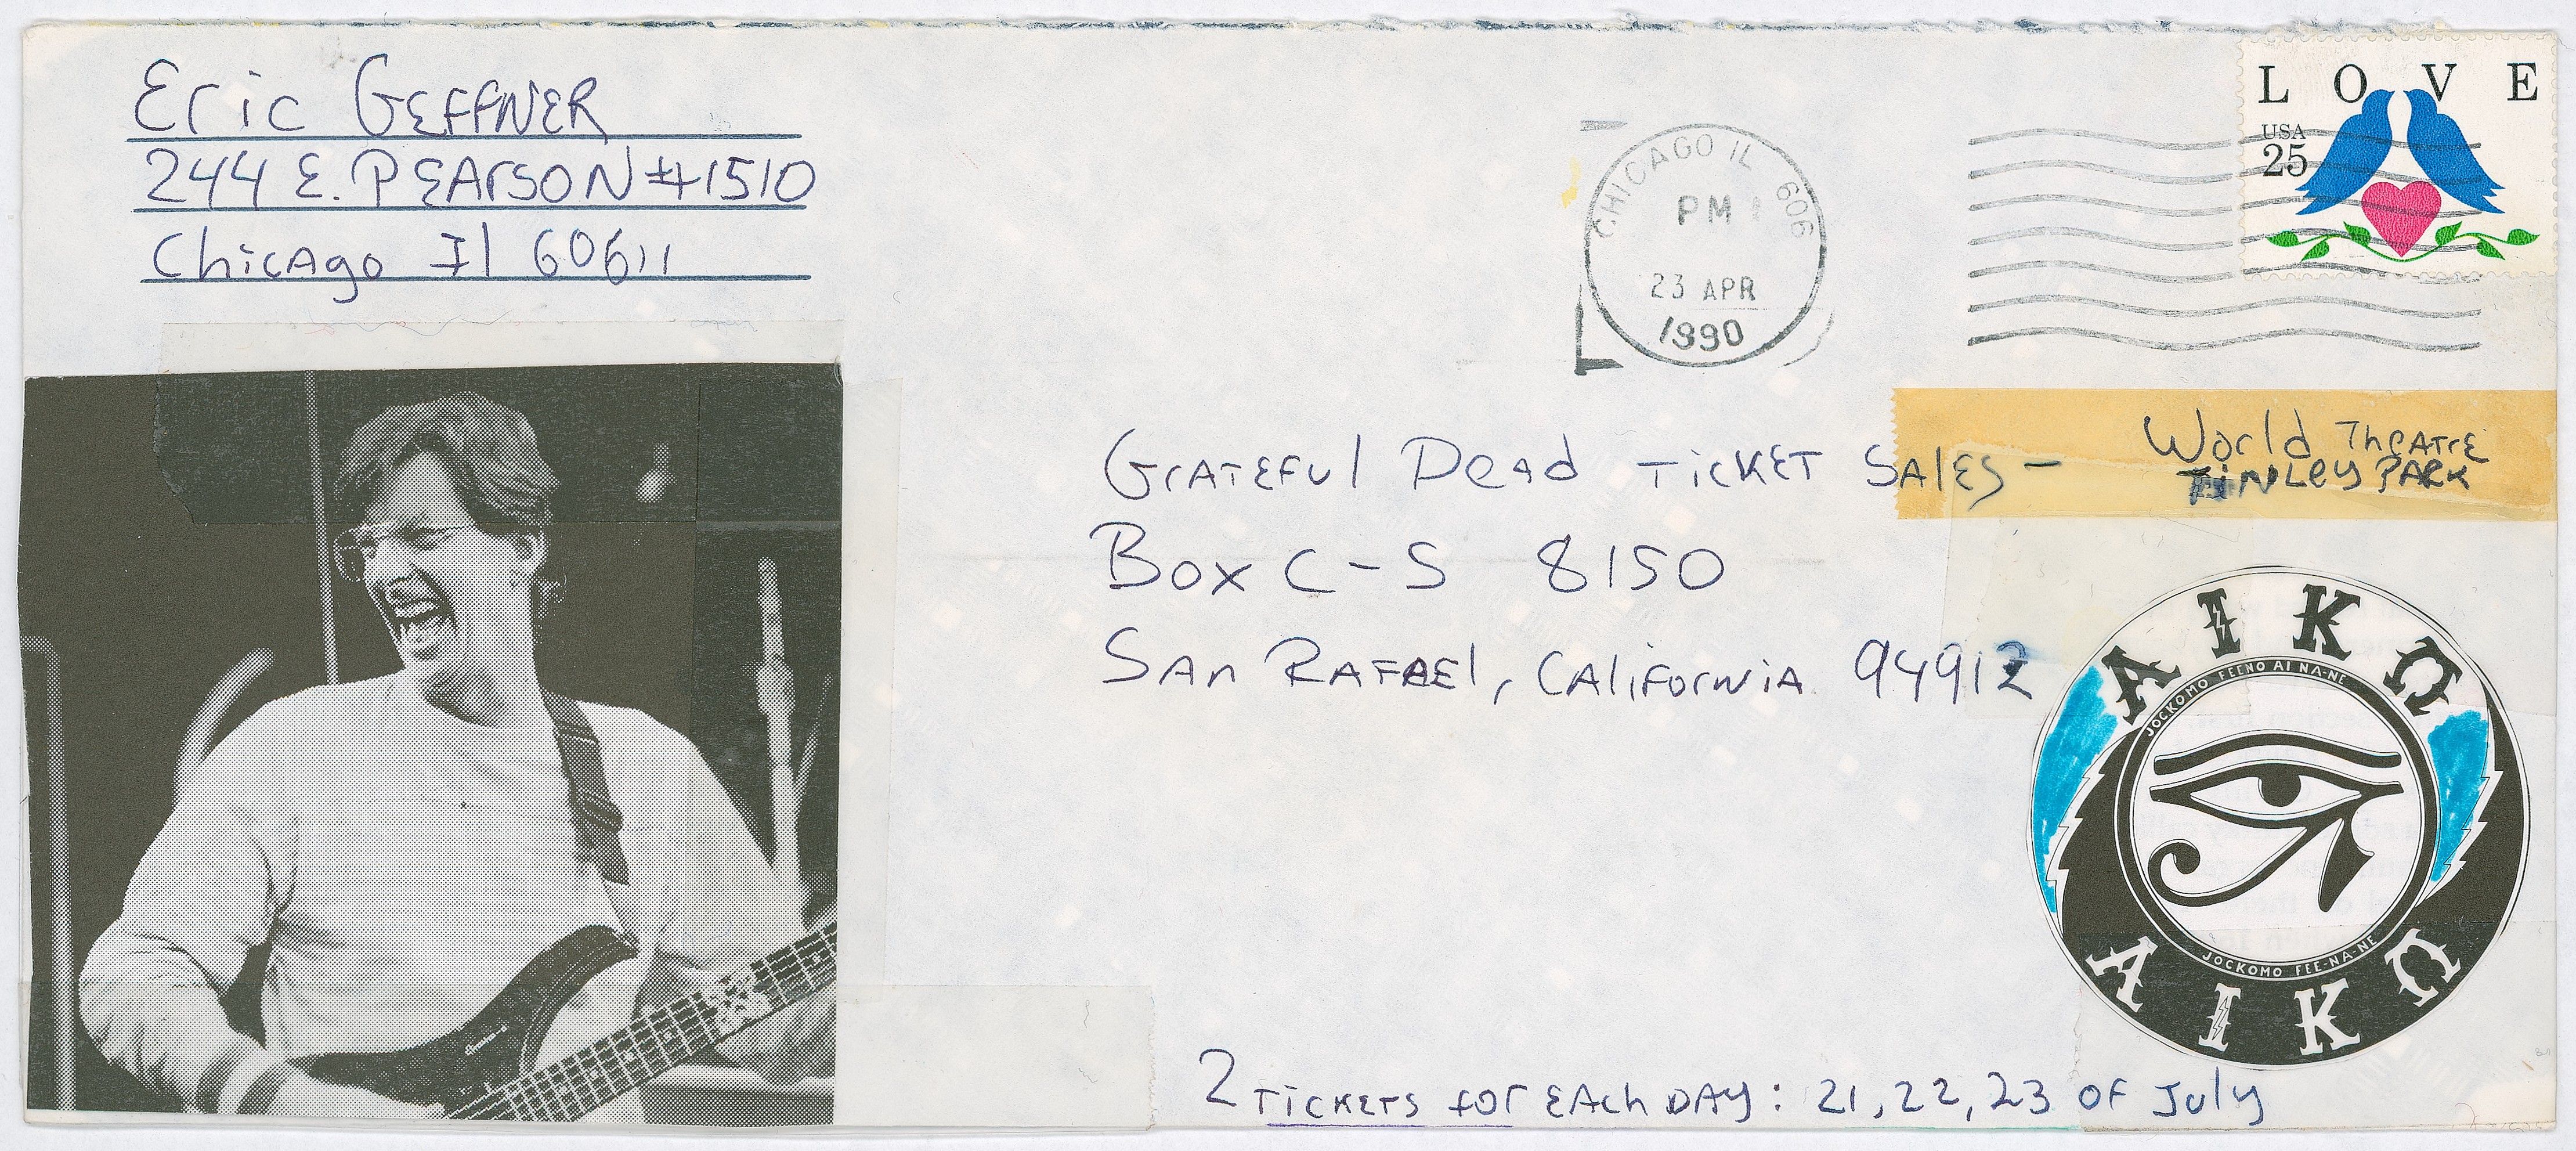 Eric GEFFNER
244 E. PEArSON #1510
ChicAgo Il 60611
CHICAGO IL 606
PM
23 APR
1990
L O V E
USA
25
GrATEFul Dead TicKET SAlES -
World ThEATrE
TiNLey PARK
Box C-S 8150
SAn RAFAEl, CAliForniA 94912
AIKO
JOCKOMO FEENO AI NA-NE
JOCKOMO FEE-NA-NE
AIKO
2 TicKETS for EACh DAy: 21, 22, 23 OF July